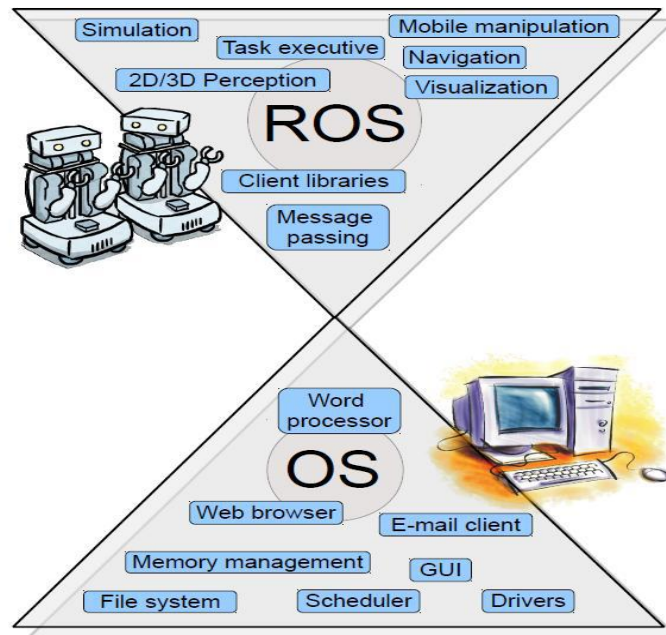 Simulation
Mobile manipulation
Task executive
Navigation
2D/3D Perception
Visualization
ROS
Client libraries
Message
passing
Word
processor
OS
Web browser
E-mail client
Memory management
GUI
File system
Scheduler
Drivers